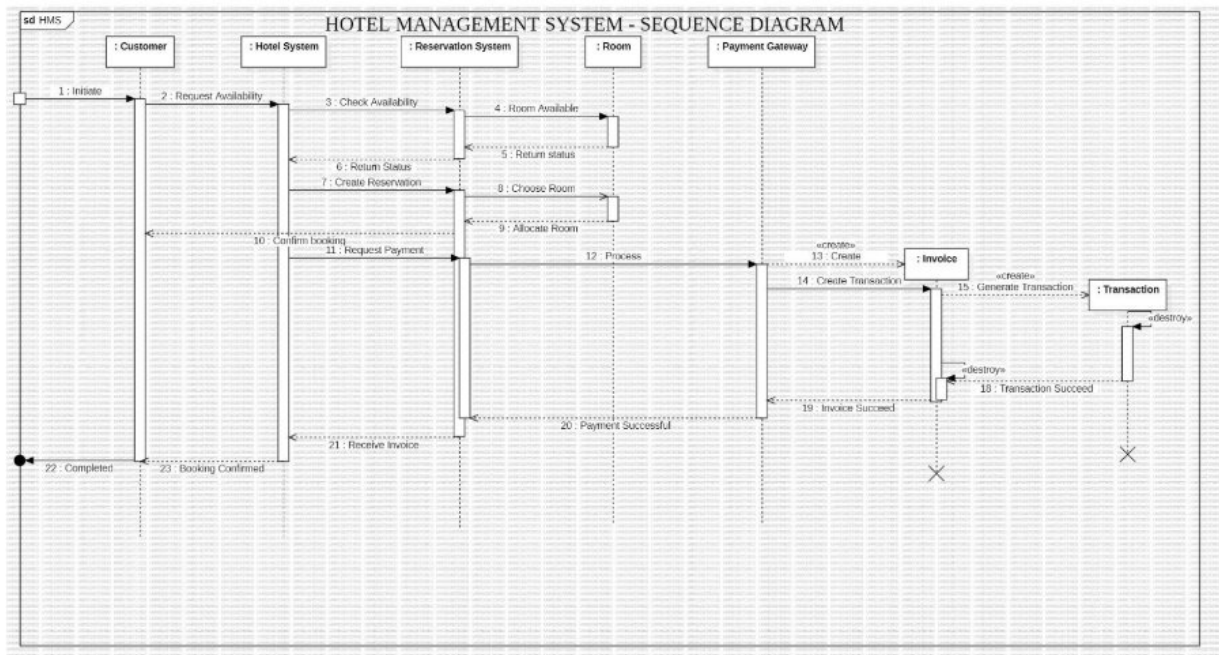 sd HMS
HOTEL MANAGEMENT SYSTEM - SEQUENCE DIAGRAM
: Customer
: Hotel System
: Reservation System
: Room
: Payment Gateway
1 : Initiate
2 : Request Availability
3 : Check Availability
4 : Room Available
5 : Return status
6 : Return Status
7 : Create Reservation
8 : Choose Room
9 : Allocate Room
10 : Confirm booking
11 : Request Payment
12 : Process
«create»
13 : Create
: Invoice
14 : Create Transaction
«create»
15 : Generate Transaction
: Transaction
«destroy»
«destroy»
18 : Transaction Succeed
19 : Invoice Succeed
20 : Payment Successful
21 : Receive Invoice
22 : Completed
23 : Booking Confirmed